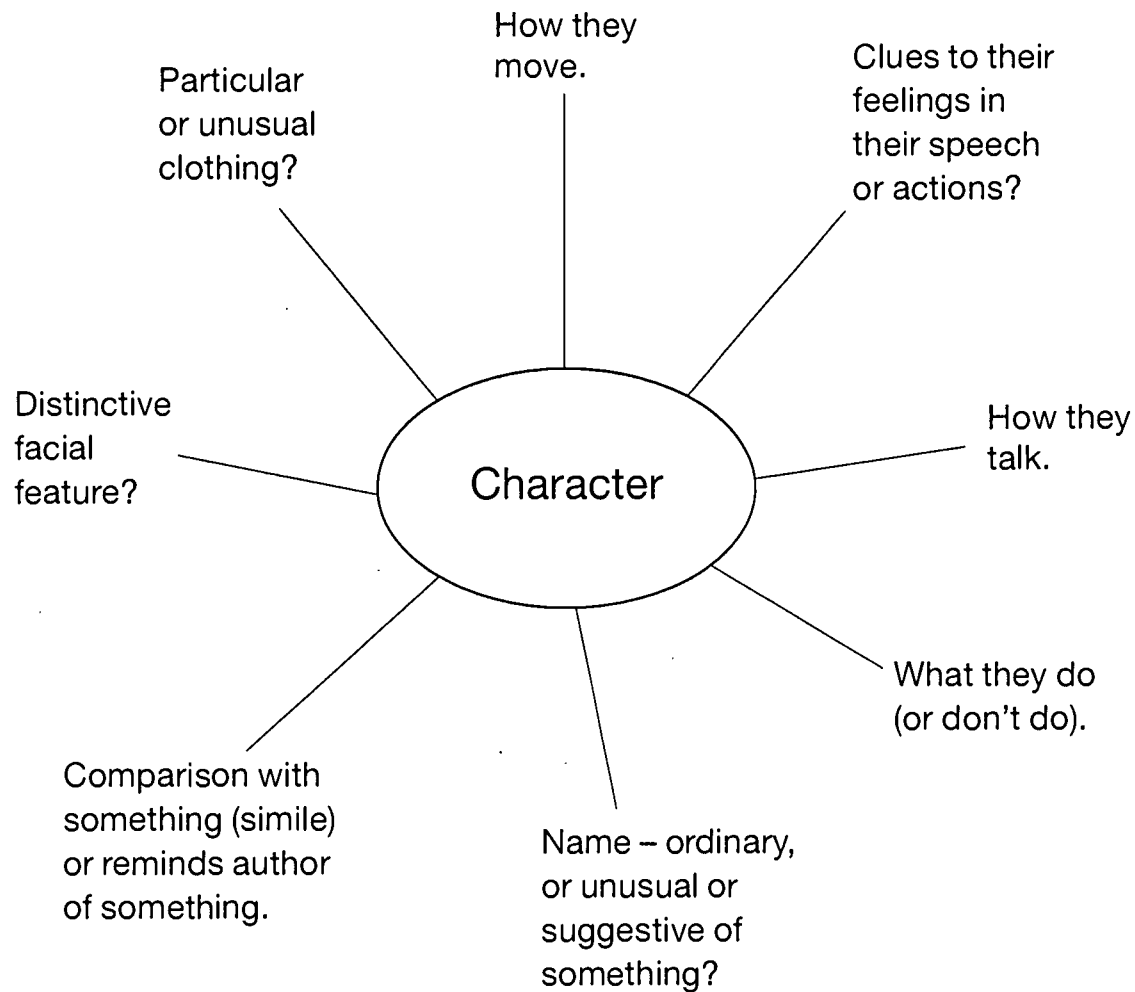 How they
move.
Particular
or unusual
clothing?
Clues to their
feelings in
their speech
or actions?
Distinctive
facial
feature?
Character
How they
talk.
What they do
(or don't do).
Comparison with
something (simile)
or reminds author
of something.
Name – ordinary,
or unusual or
suggestive of
something?